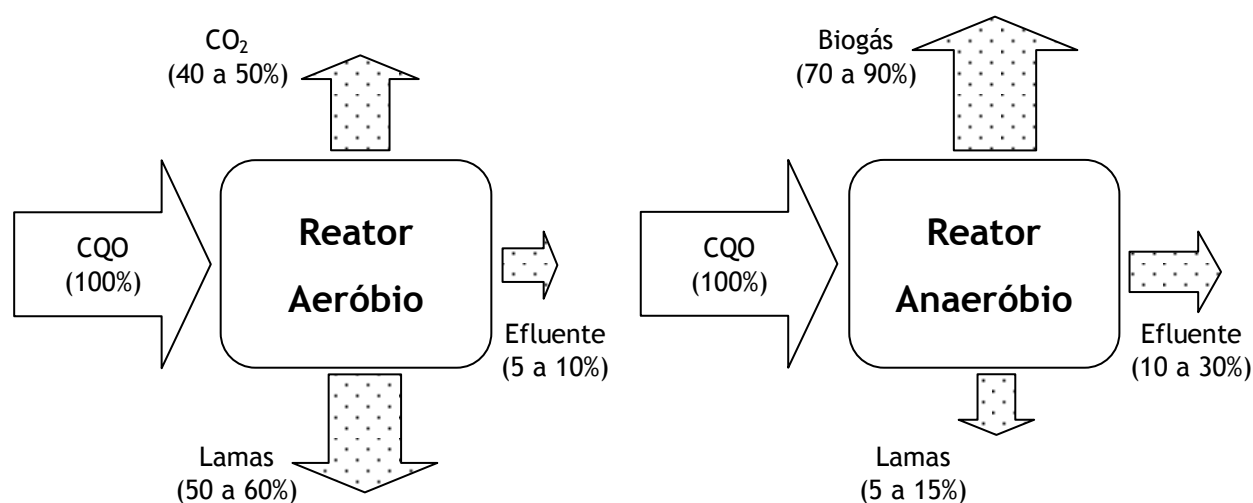 CO₂
(40 a 50%)
CQO
(100%)
Reator
Aeróbio
Efluente
(5 a 10%)
Lamas
(50 a 60%)
Biogás
(70 a 90%)
CQO
(100%)
Reator
Anaeróbio
Efluente
(10 a 30%)
Lamas
(5 a 15%)